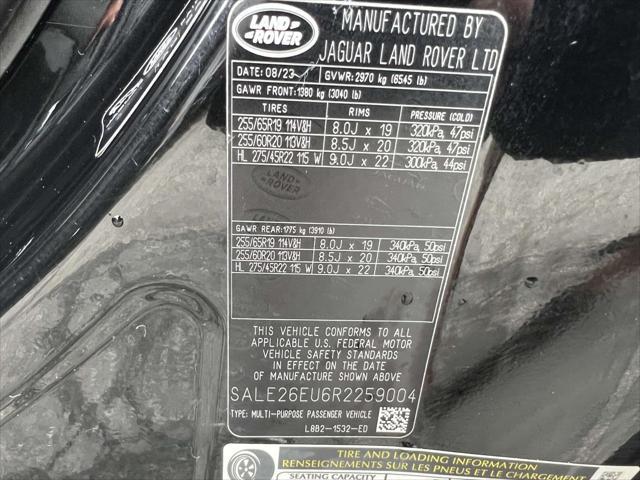 LAND
ROVER
MANUFACTURED BY
JAGUAR LAND ROVER LTD
DATE: 08/23 GVWR: 2970 kg (6545 lb)
GAWR FRONT: 1380 kg (3040 lb)
TIRES RIMS PRESSURE (COLD)
255/65R19 114V&H 8.0J x 19 320kPa, 47psi
255/60R20 113V&H 8.5J x 20 320kPa, 47psi
HL 275/45R22 115 W 9.0J x 22 300kPa, 44psi
LAND
ROVER
GAWR REAR: 1775 kg (3910 lb)
255/65R19 114V&H 8.0J x 19 340kPa, 50psi
255/60R20 113V&H 8.5J x 20 340kPa, 50psi
HL 275/45R22 115 W 9.0J x 22 340kPa, 50psi
THIS VEHICLE CONFORMS TO ALL
APPLICABLE U.S. FEDERAL MOTOR
VEHICLE SAFETY STANDARDS
IN EFFECT ON THE DATE OF
MANUFACTURE SHOWN ABOVE
SALE26EU6R2259004
TYPE: MULTI-PURPOSE PASSENGER VEHICLE
L8B2-1532-ED
TIRE AND LOADING INFORMATION
RENSEIGNEMENTS SUR LES PNEUS ET LE CHARGEMENT
SEATING CAPACITY